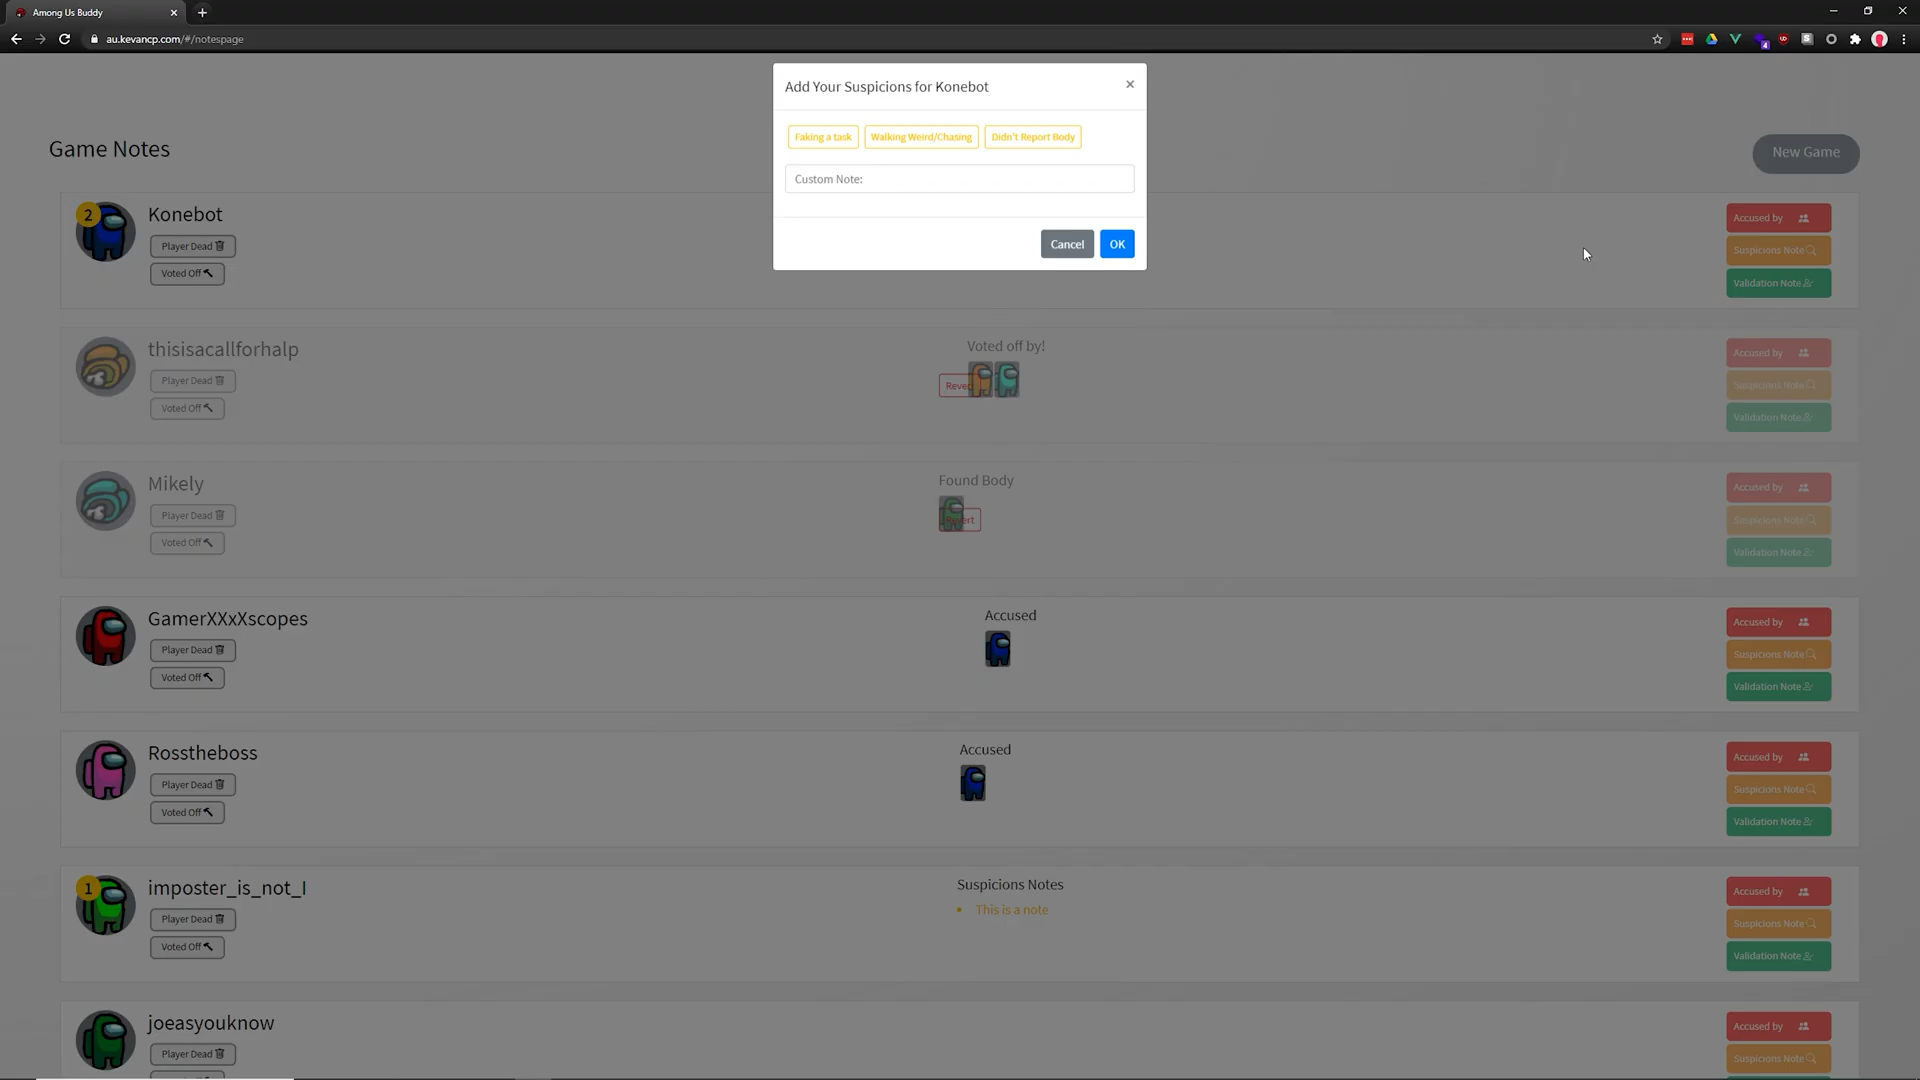 Among Us Buddy
au.kevancp.com/#/notespage
Add Your Suspicions for Konebot
Faking a task
Walking Weird/Chasing
Didn't Report Body
Custom Note:
Cancel
OK
Game Notes
New Game
2
Konebot
Player Dead
Voted Off
Accused by
Suspicions Note
Validation Note
thisisacallforhalp
Player Dead
Voted Off
Voted off by!
Accused by
Suspicions Note
Validation Note
Mikely
Player Dead
Voted Off
Found Body
Revert
Accused by
Suspicions Note
Validation Note
GamerXXxXscopes
Player Dead
Voted Off
Accused
Accused by
Suspicions Note
Validation Note
Rosstheboss
Player Dead
Voted Off
Accused
Accused by
Suspicions Note
Validation Note
1
imposter_is_not_I
Player Dead
Voted Off
Suspicions Notes
This is a note
Accused by
Suspicions Note
Validation Note
joeasyouknow
Player Dead
Accused by
Suspicions Note